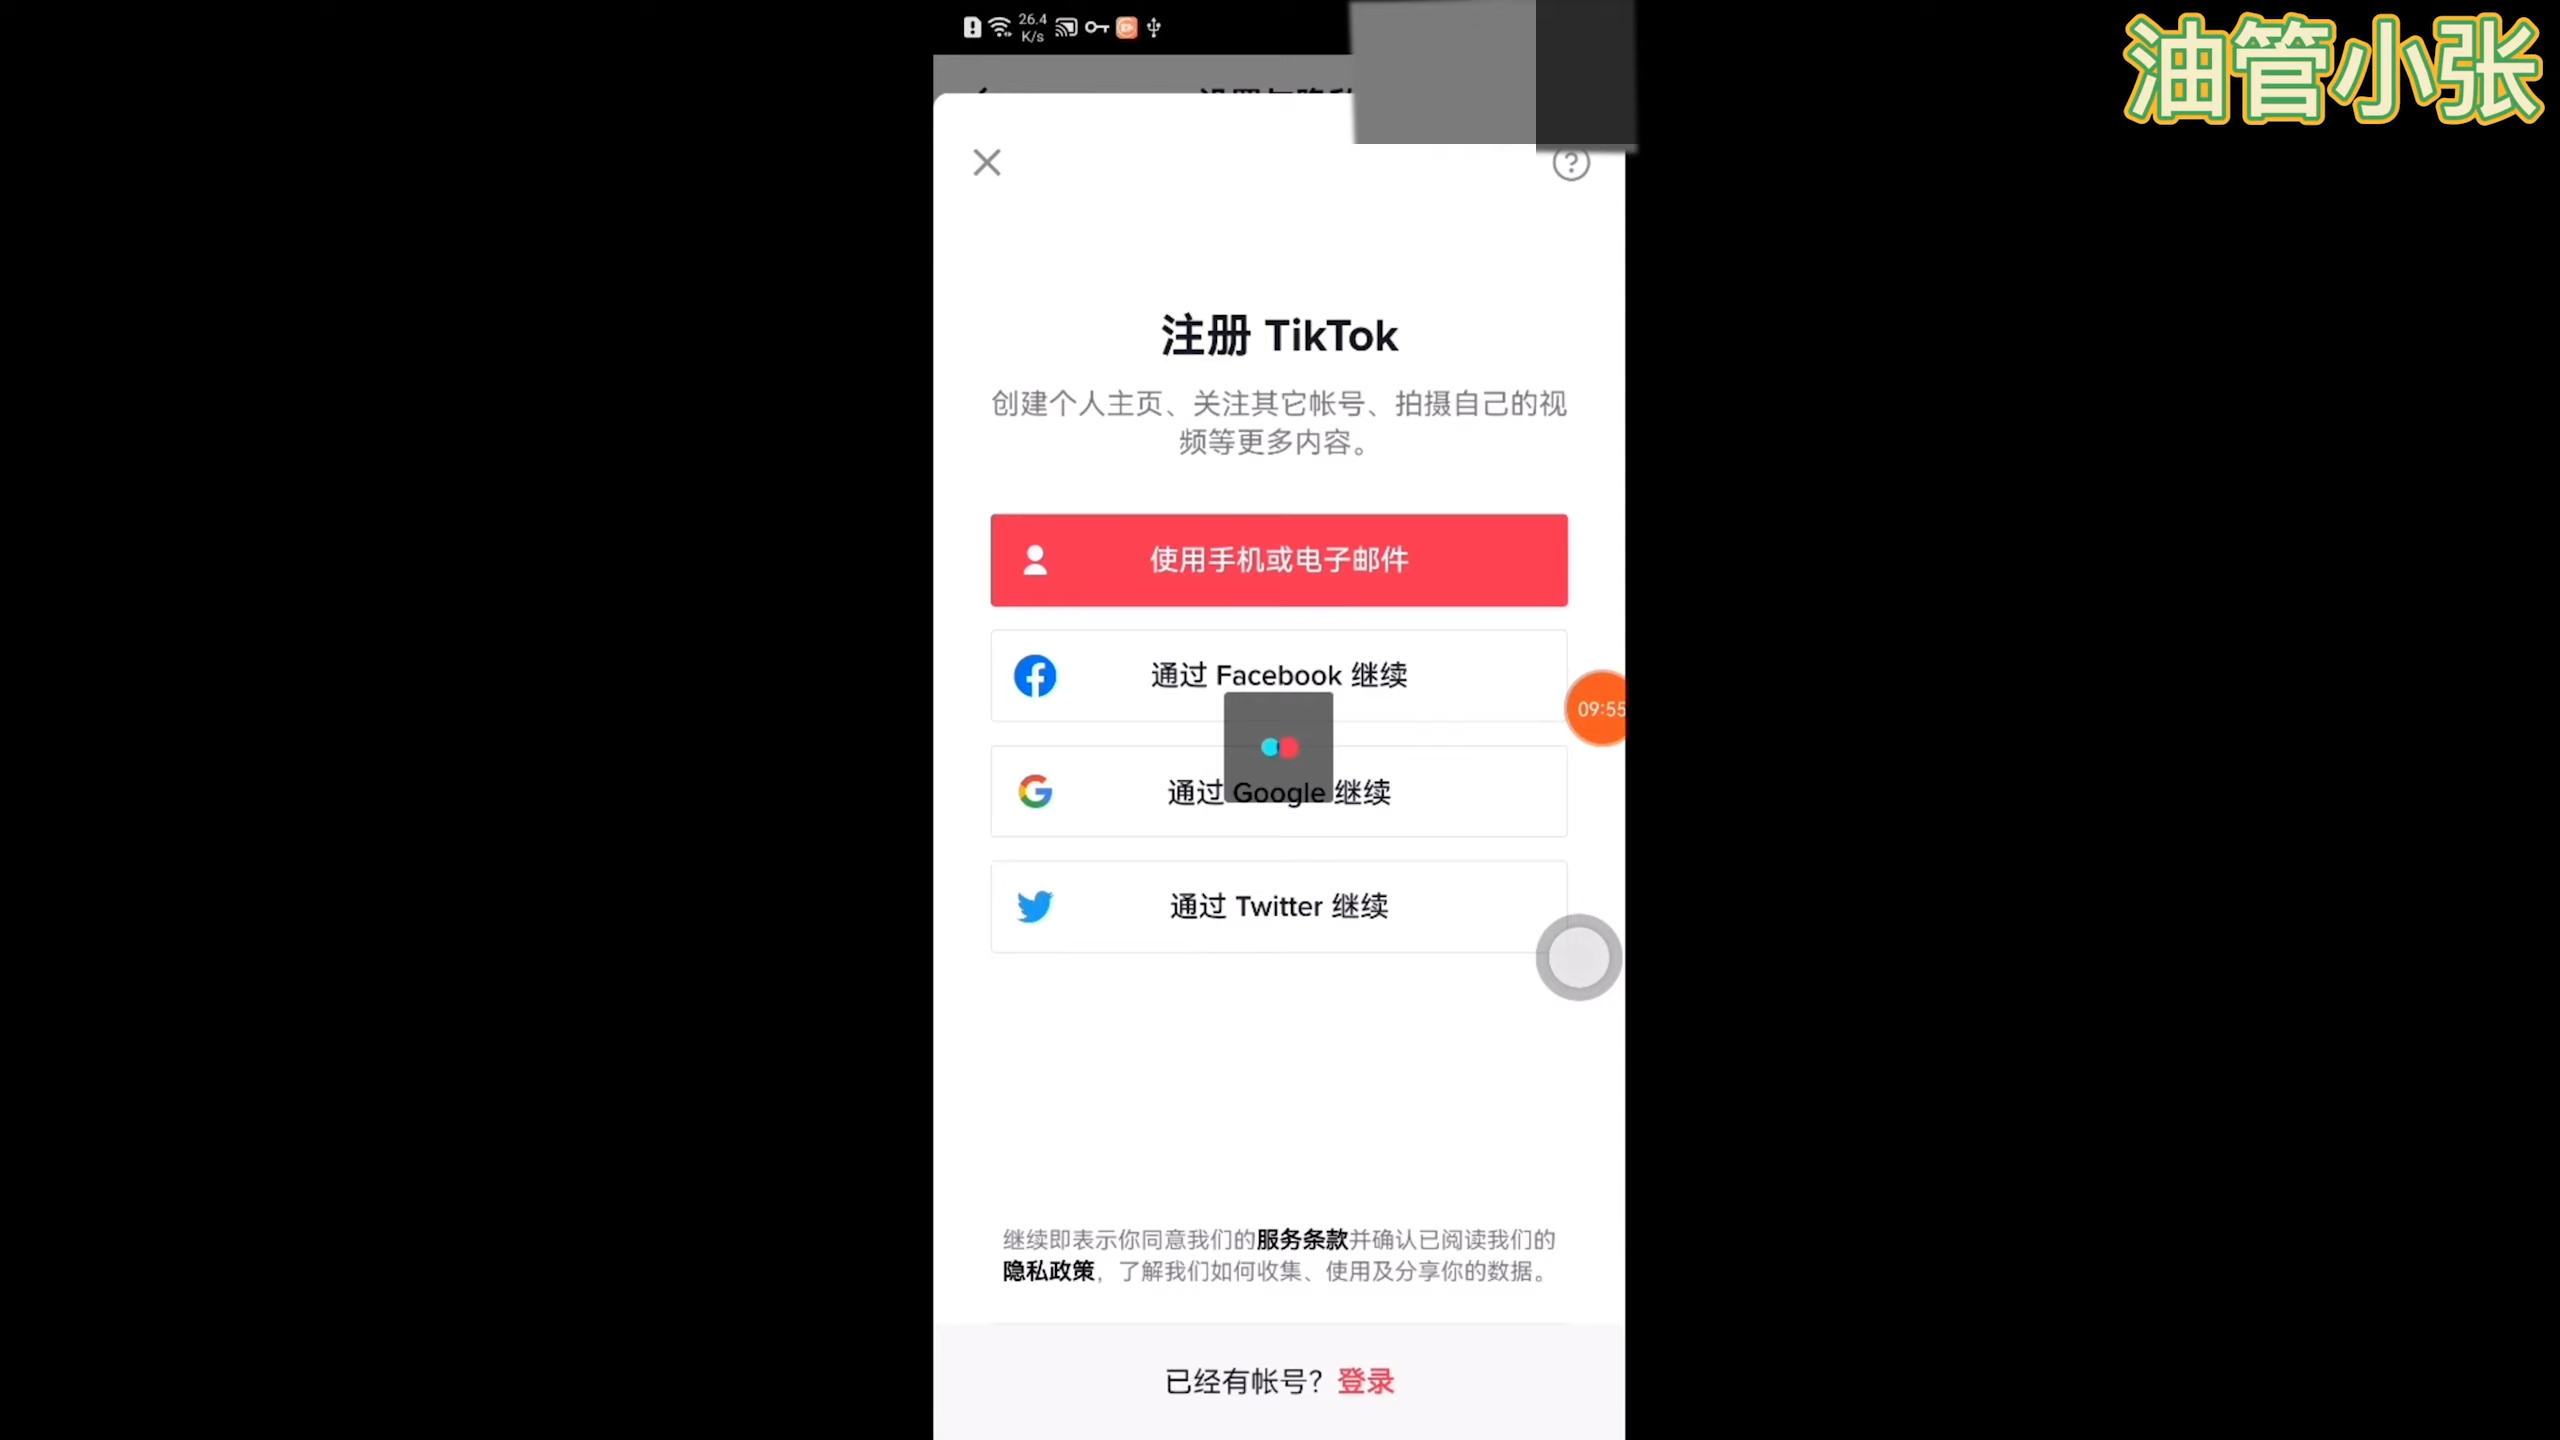 26.4
K/s
油管小张
注册 TikTok
创建个人主页、关注其它帐号、拍摄自己的视
频等更多内容。
使用手机或电子邮件
通过 Facebook 继续
09:55
通过 Google 继续
通过 Twitter 继续
继续即表示你同意我们的服务条款并确认已阅读我们的
隐私政策，了解我们如何收集、使用及分享你的数据。
已经有帐号？登录